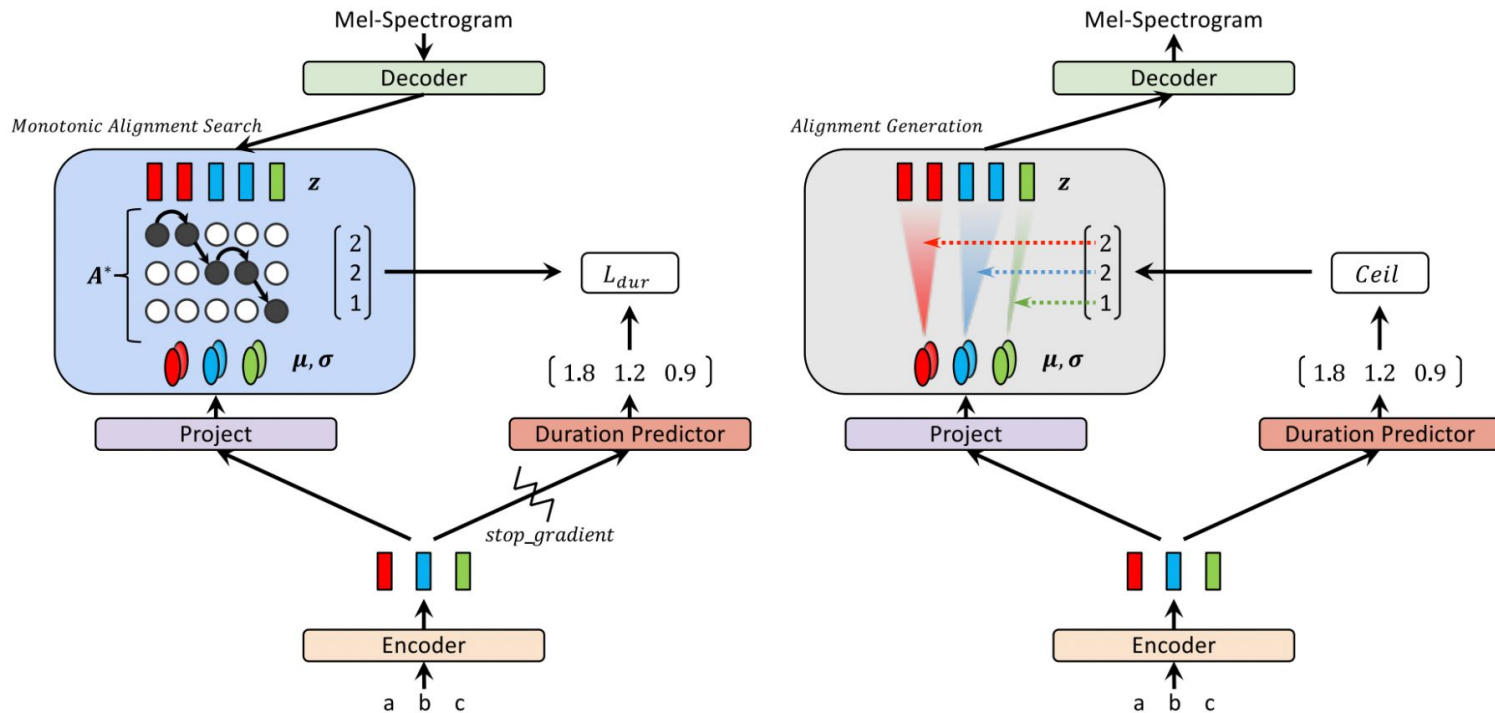 Mel-Spectrogram
Decoder
Monotonic Alignment Search
z
A*
2
2
1
μ, σ
L_dur
[ 1.8 1.2 0.9 ]
Project
Duration Predictor
stop_gradient
Encoder
a b c
Mel-Spectrogram
Decoder
Alignment Generation
z
2
2
1
μ, σ
Ceil
[ 1.8 1.2 0.9 ]
Project
Duration Predictor
Encoder
a b c